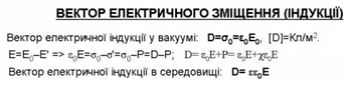 ВЕКТОР ЕЛЕКТРИЧНОГО ЗМІЩЕННЯ (ІНДУКЦІЇ)
Вектор електричної індукції у вакуумі: D=σ₀=ε₀E₀, [D]=Кл/м².
E=E₀–E' => ε₀E=σ₀–σ'=σ₀–P=D–P; D= ε₀E+P= ε₀E+χε₀E
Вектор електричної індукції в середовищі: D= εε₀E